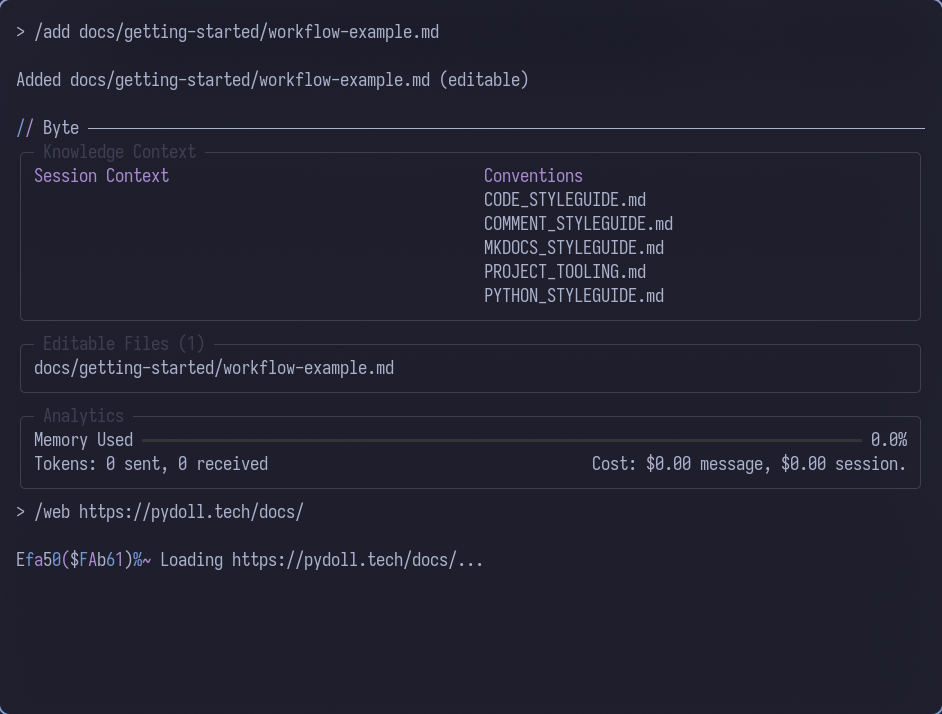 > /add docs/getting-started/workflow-example.md
Added docs/getting-started/workflow-example.md (editable)
// Byte
Knowledge Context
Session Context
Conventions
CODE_STYLEGUIDE.md
COMMENT_STYLEGUIDE.md
MKDOCS_STYLEGUIDE.md
PROJECT_TOOLING.md
PYTHON_STYLEGUIDE.md
Editable Files (1)
docs/getting-started/workflow-example.md
Analytics
Memory Used 0.0%
Tokens: 0 sent, 0 received Cost: $0.00 message, $0.00 session.
> /web https://pydoll.tech/docs/
Efa50($FAb61)%~ Loading https://pydoll.tech/docs/...